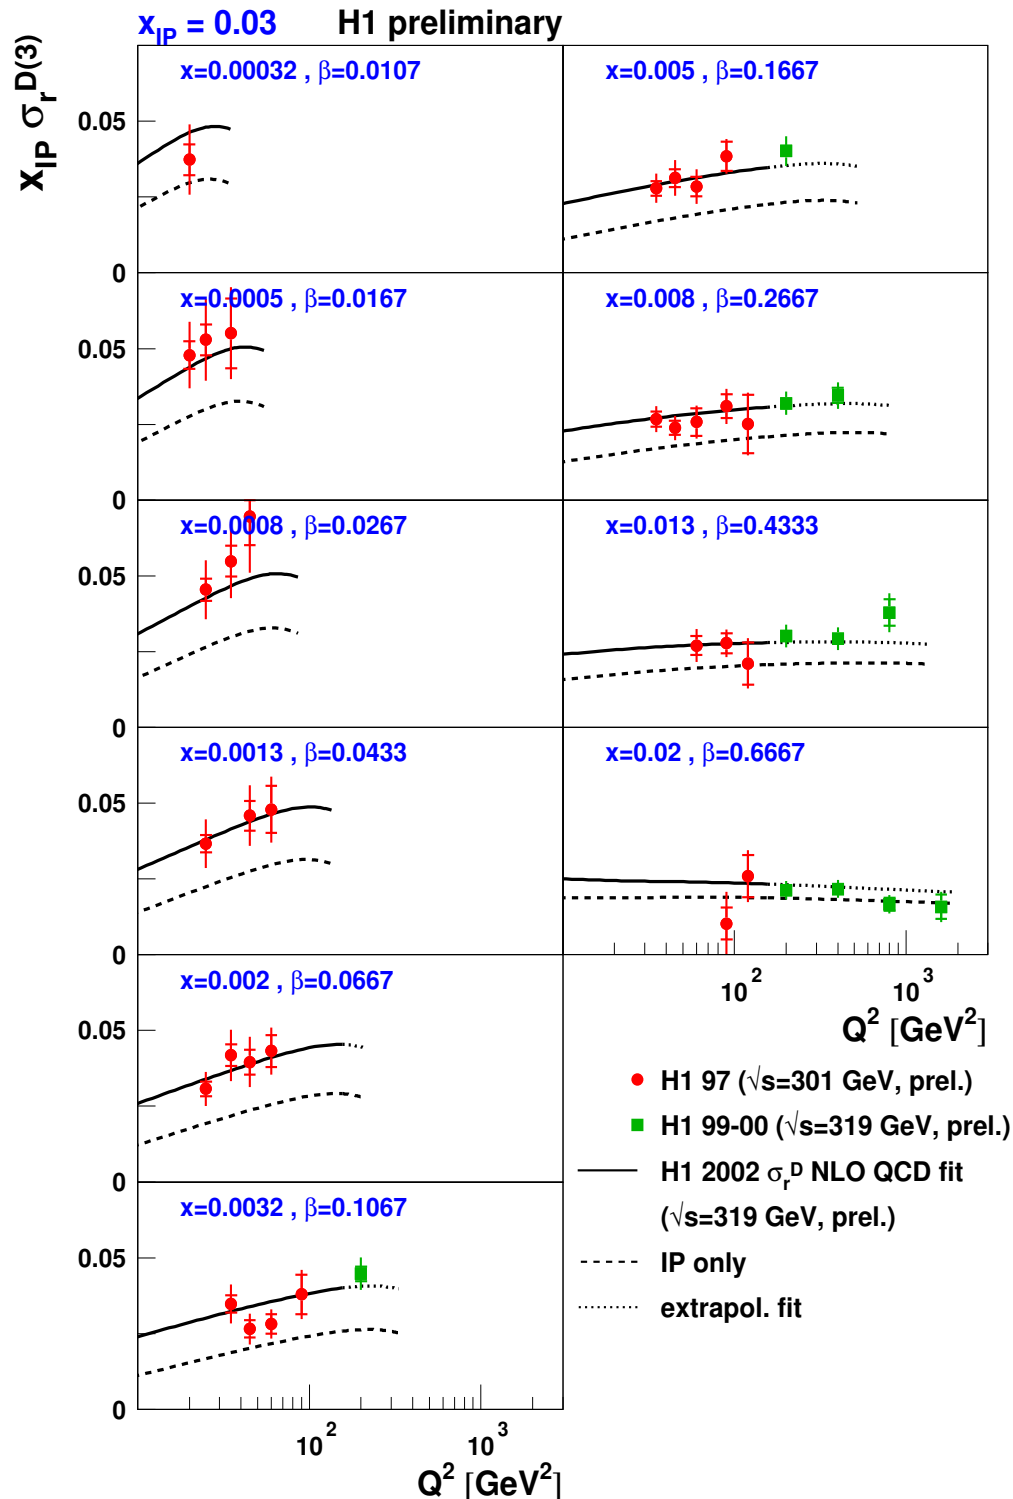 x_IP = 0.03 H1 preliminary
x_IP σ_r^D(3)
x=0.00032 , β=0.0107
0.05
0
x=0.0005 , β=0.0167
0.05
0
x=0.0008 , β=0.0267
0.05
0
x=0.0013 , β=0.0433
0.05
0
x=0.002 , β=0.0667
0.05
0
x=0.0032 , β=0.1067
0.05
0
10^2 10^3
Q^2 [GeV^2]
x=0.005 , β=0.1667
x=0.008 , β=0.2667
x=0.013 , β=0.4333
x=0.02 , β=0.6667
10^2 10^3
Q^2 [GeV^2]
H1 97 (√s=301 GeV, prel.)
H1 99-00 (√s=319 GeV, prel.)
H1 2002 σ_r^D NLO QCD fit
(√s=319 GeV, prel.)
IP only
extrapol. fit